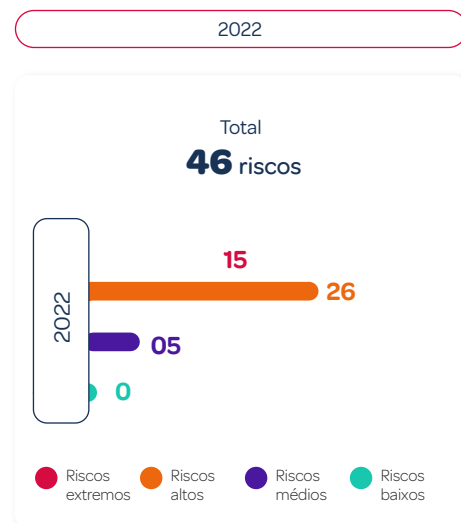 2022
Total
46 riscos
2022
15
26
05
0
Riscos extremos
Riscos altos
Riscos médios
Riscos baixos